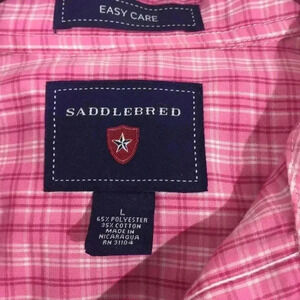 EASY CARE
SADDLEBRED
L
65% POLYESTER
35% COTTON
MADE IN
NICARAGUA
RN 31104